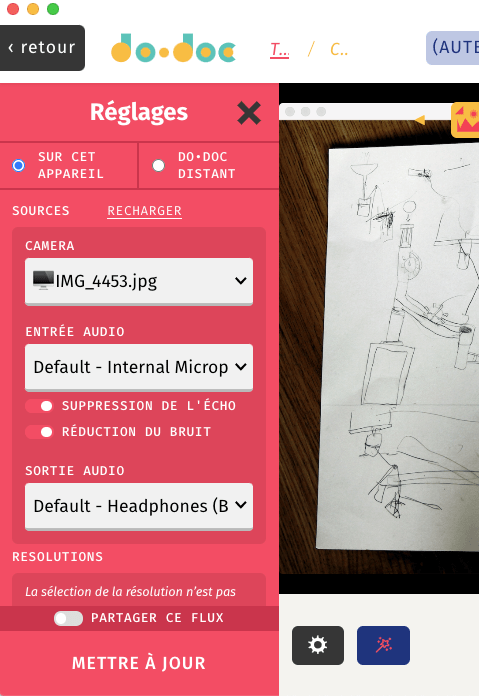 ‹ retour
do•doc
T…
/
C..
(AUTE
Réglages
SUR CET
APPAREIL
DO•DOC
DISTANT
SOURCES
RECHARGER
CAMERA
IMG_4453.jpg
ENTRÉE AUDIO
Default - Internal Microp
SUPPRESSION DE L'ÉCHO
RÉDUCTION DU BRUIT
SORTIE AUDIO
Default - Headphones (B
RESOLUTIONS
La sélection de la résolution n’est pas
PARTAGER CE FLUX
METTRE À JOUR